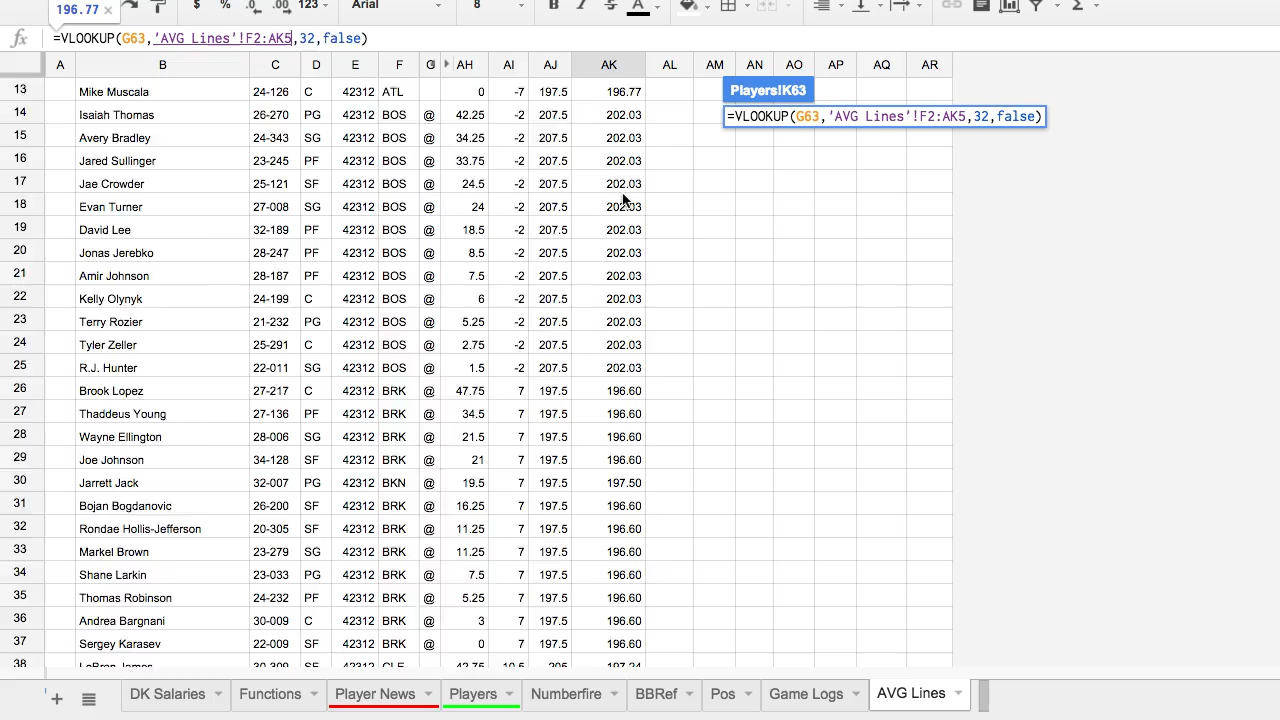 196.77 ×
$ % .0 .00 123 Arial 8 B I S A Σ
fx =VLOOKUP(G63,'AVG Lines'!F2:AK5,32,false)
A B C D E F G AH AI AJ AK AL AM AN AO AP AQ AR
Players!K63
=VLOOKUP(G63,'AVG Lines'!F2:AK5,32,false)
13 Mike Muscala 24-126 C 42312 ATL 0 -7 197.5 196.77
14 Isaiah Thomas 26-270 PG 42312 BOS @ 42.25 -2 207.5 202.03
15 Avery Bradley 24-343 SG 42312 BOS @ 34.25 -2 207.5 202.03
16 Jared Sullinger 23-245 PF 42312 BOS @ 33.75 -2 207.5 202.03
17 Jae Crowder 25-121 SF 42312 BOS @ 24.5 -2 207.5 202.03
18 Evan Turner 27-008 SG 42312 BOS @ 24 -2 207.5 202.03
19 David Lee 32-189 PF 42312 BOS @ 18.5 -2 207.5 202.03
20 Jonas Jerebko 28-247 PF 42312 BOS @ 8.5 -2 207.5 202.03
21 Amir Johnson 28-187 PF 42312 BOS @ 7.5 -2 207.5 202.03
22 Kelly Olynyk 24-199 C 42312 BOS @ 6 -2 207.5 202.03
23 Terry Rozier 21-232 PG 42312 BOS @ 5.25 -2 207.5 202.03
24 Tyler Zeller 25-291 C 42312 BOS @ 2.75 -2 207.5 202.03
25 R.J. Hunter 22-011 SG 42312 BOS @ 1.5 -2 207.5 202.03
26 Brook Lopez 27-217 C 42312 BRK @ 47.75 7 197.5 196.60
27 Thaddeus Young 27-136 PF 42312 BRK @ 34.5 7 197.5 196.60
28 Wayne Ellington 28-006 SG 42312 BRK @ 21.5 7 197.5 196.60
29 Joe Johnson 34-128 SF 42312 BRK @ 21 7 197.5 196.60
30 Jarrett Jack 32-007 PG 42312 BKN @ 19.5 7 197.5 197.50
31 Bojan Bogdanovic 26-200 SF 42312 BRK @ 16.25 7 197.5 196.60
32 Rondae Hollis-Jefferson 20-305 SF 42312 BRK @ 11.25 7 197.5 196.60
33 Markel Brown 23-279 SG 42312 BRK @ 11.25 7 197.5 196.60
34 Shane Larkin 23-033 PG 42312 BRK @ 7.5 7 197.5 196.60
35 Thomas Robinson 24-232 PF 42312 BRK @ 5.25 7 197.5 196.60
36 Andrea Bargnani 30-009 C 42312 BRK @ 3 7 197.5 196.60
37 Sergey Karasev 22-009 SF 42312 BRK @ 0 7 197.5 196.60
38 LeBron James 30-309 SF 42312 CLE 42.75 10.5 205 197.24
+ DK Salaries Functions Player News Players Numberfire BBRef Pos Game Logs AVG Lines